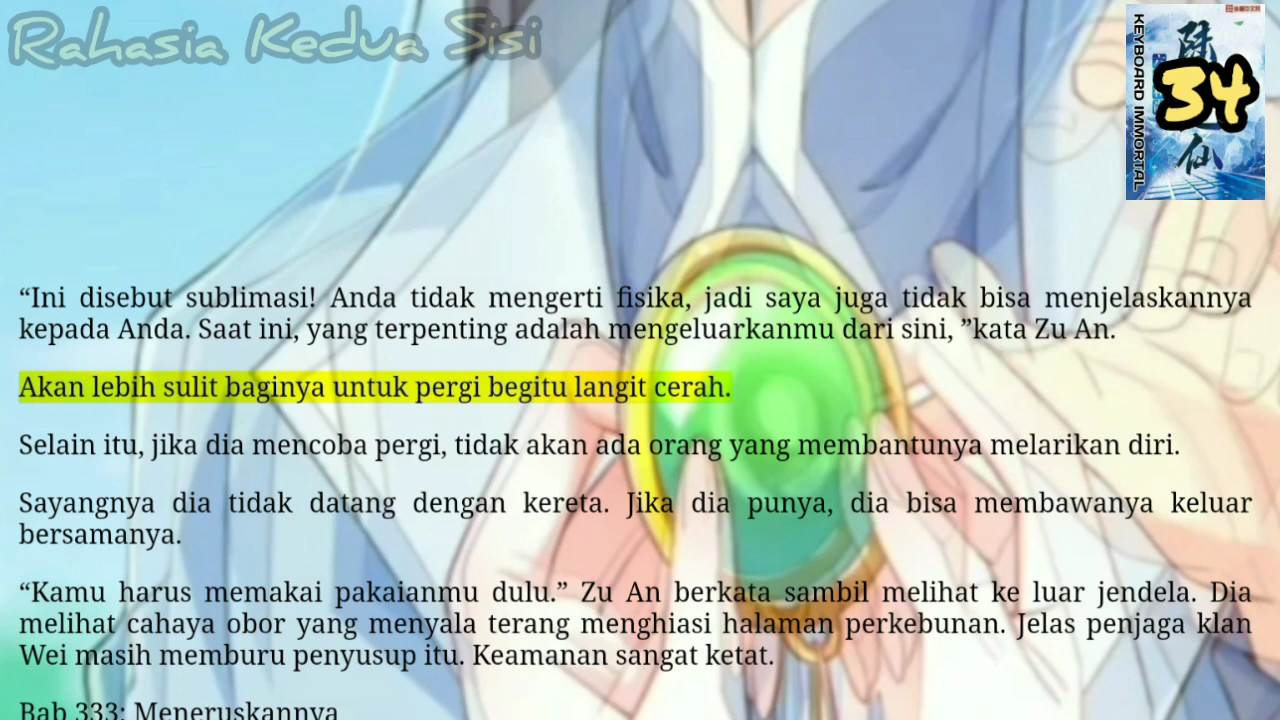 Rahasia Kedua Sisi
KEYBOARD IMMORTAL
34
仙
“Ini disebut sublimasi! Anda tidak mengerti fisika, jadi saya juga tidak bisa menjelaskannya
kepada Anda. Saat ini, yang terpenting adalah mengeluarkanmu dari sini, ”kata Zu An.
Akan lebih sulit baginya untuk pergi begitu langit cerah.
Selain itu, jika dia mencoba pergi, tidak akan ada orang yang membantunya melarikan diri.
Sayangnya dia tidak datang dengan kereta. Jika dia punya, dia bisa membawanya keluar
bersamanya.
“Kamu harus memakai pakaianmu dulu.” Zu An berkata sambil melihat ke luar jendela. Dia
melihat cahaya obor yang menyala terang menghiasi halaman perkebunan. Jelas penjaga klan
Wei masih memburu penyusup itu. Keamanan sangat ketat.
Bab 333: Meneruskannya